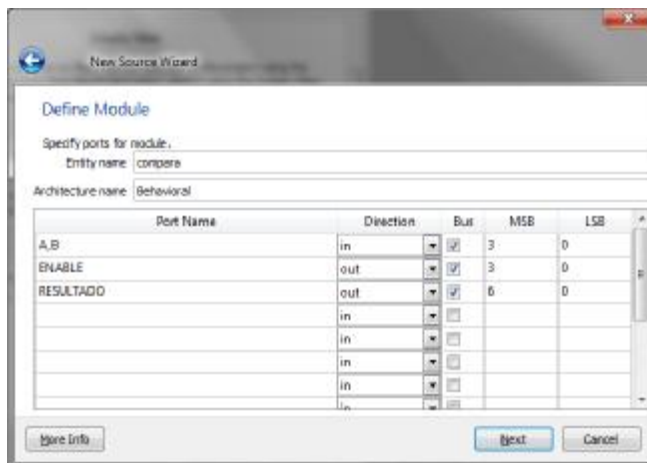 New Source Wizard
Define Module
Specify ports for module.
Entity name compara
Architecture name Behavioral
Port Name Direction Bus MSB LSB
A,B in 3 0
ENABLE out 3 0
RESULTADO out 6 0
in
in
in
in
in
More Info Next Cancel